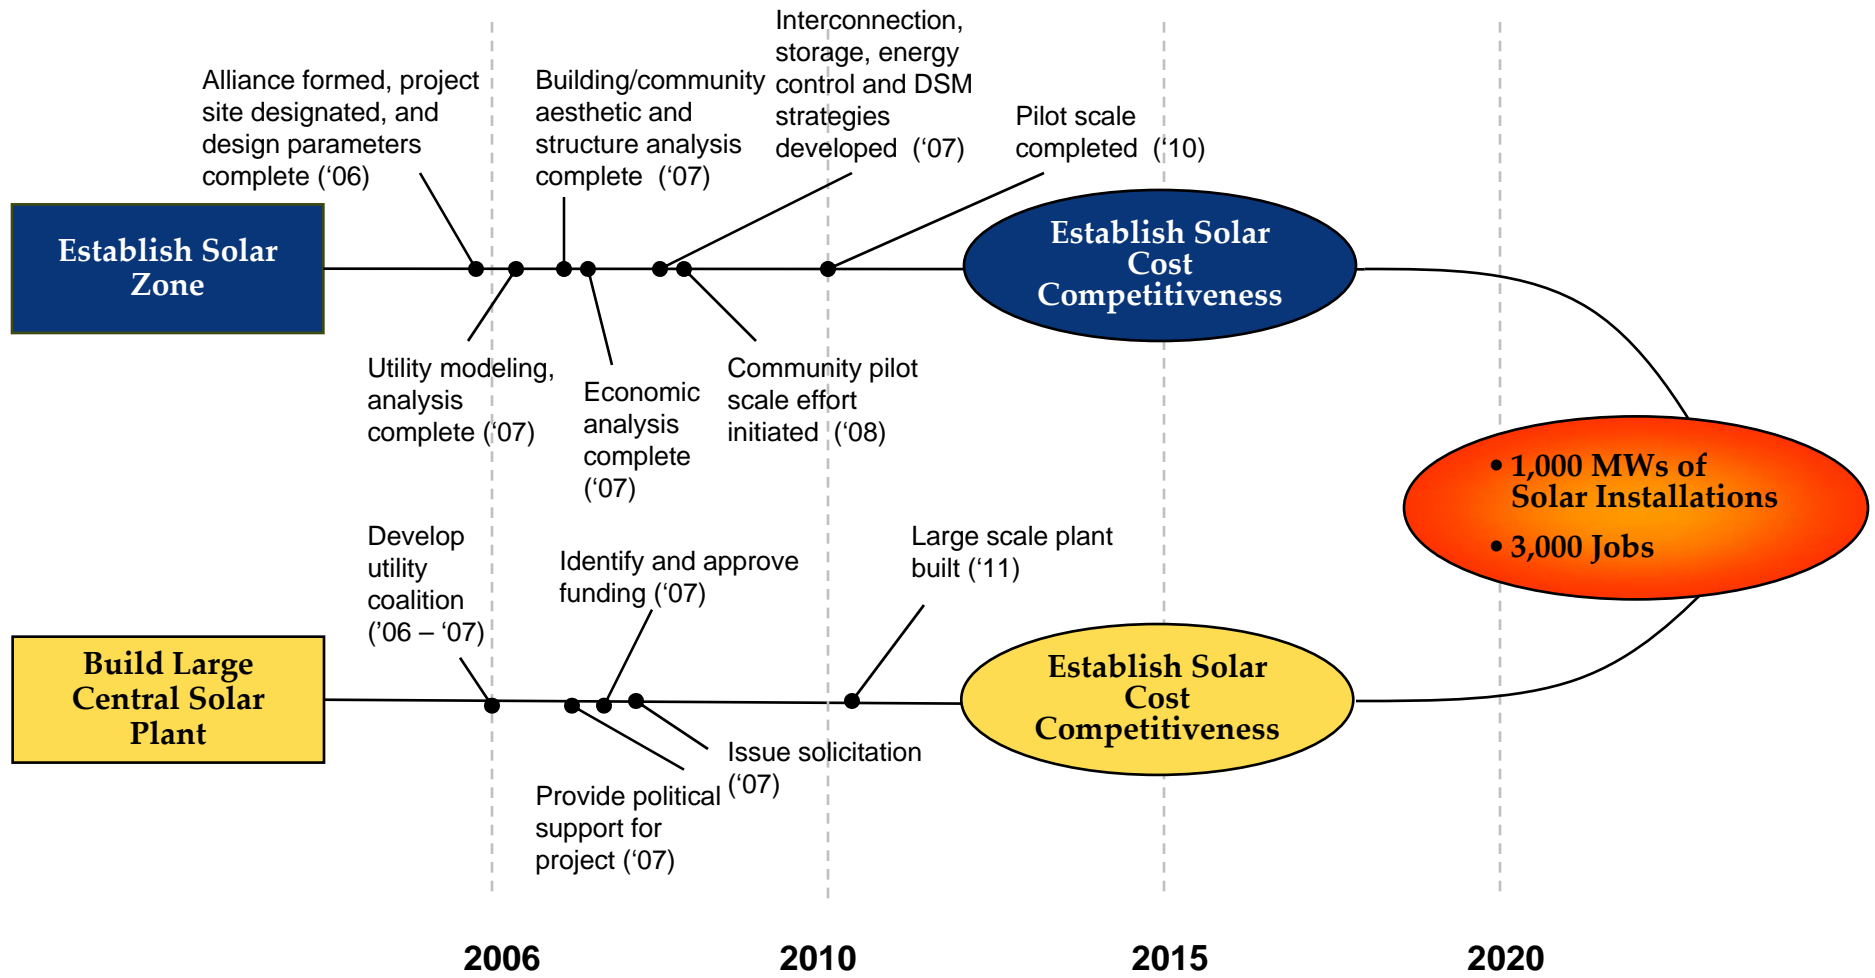 Interconnection,
storage, energy
control and DSM
strategies
developed (‘07)
Alliance formed, project
site designated, and
design parameters
complete (‘06)
Building/community
aesthetic and
structure analysis
complete (‘07)
Pilot scale
completed (‘10)
Establish Solar
Zone
Establish Solar
Cost
Competitiveness
Utility modeling,
analysis
complete (‘07)
Economic
analysis
complete
(‘07)
Community pilot
scale effort
initiated (‘08)
• 1,000 MWs of
Solar Installations
• 3,000 Jobs
Develop
utility
coalition
(’06 – ‘07)
Identify and approve
funding (‘07)
Large scale plant
built (‘11)
Build Large
Central Solar
Plant
Establish Solar
Cost
Competitiveness
Issue solicitation
(‘07)
Provide political
support for
project (‘07)
2006
2010
2015
2020